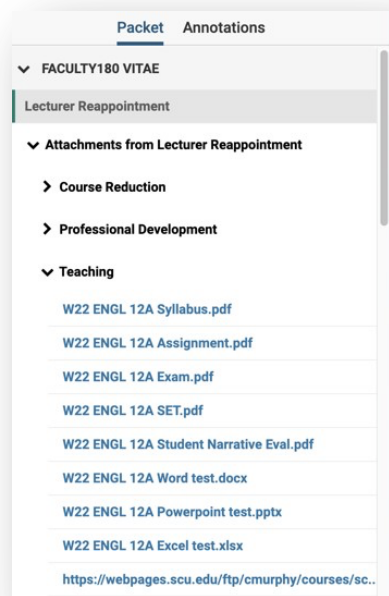 Packet Annotations
FACULTY180 VITAE
Lecturer Reappointment
Attachments from Lecturer Reappointment
Course Reduction
Professional Development
Teaching
W22 ENGL 12A Syllabus.pdf
W22 ENGL 12A Assignment.pdf
W22 ENGL 12A Exam.pdf
W22 ENGL 12A SET.pdf
W22 ENGL 12A Student Narrative Eval.pdf
W22 ENGL 12A Word test.docx
W22 ENGL 12A Powerpoint test.pptx
W22 ENGL 12A Excel test.xlsx
https://webpages.scu.edu/ftp/cmurphy/courses/sc..